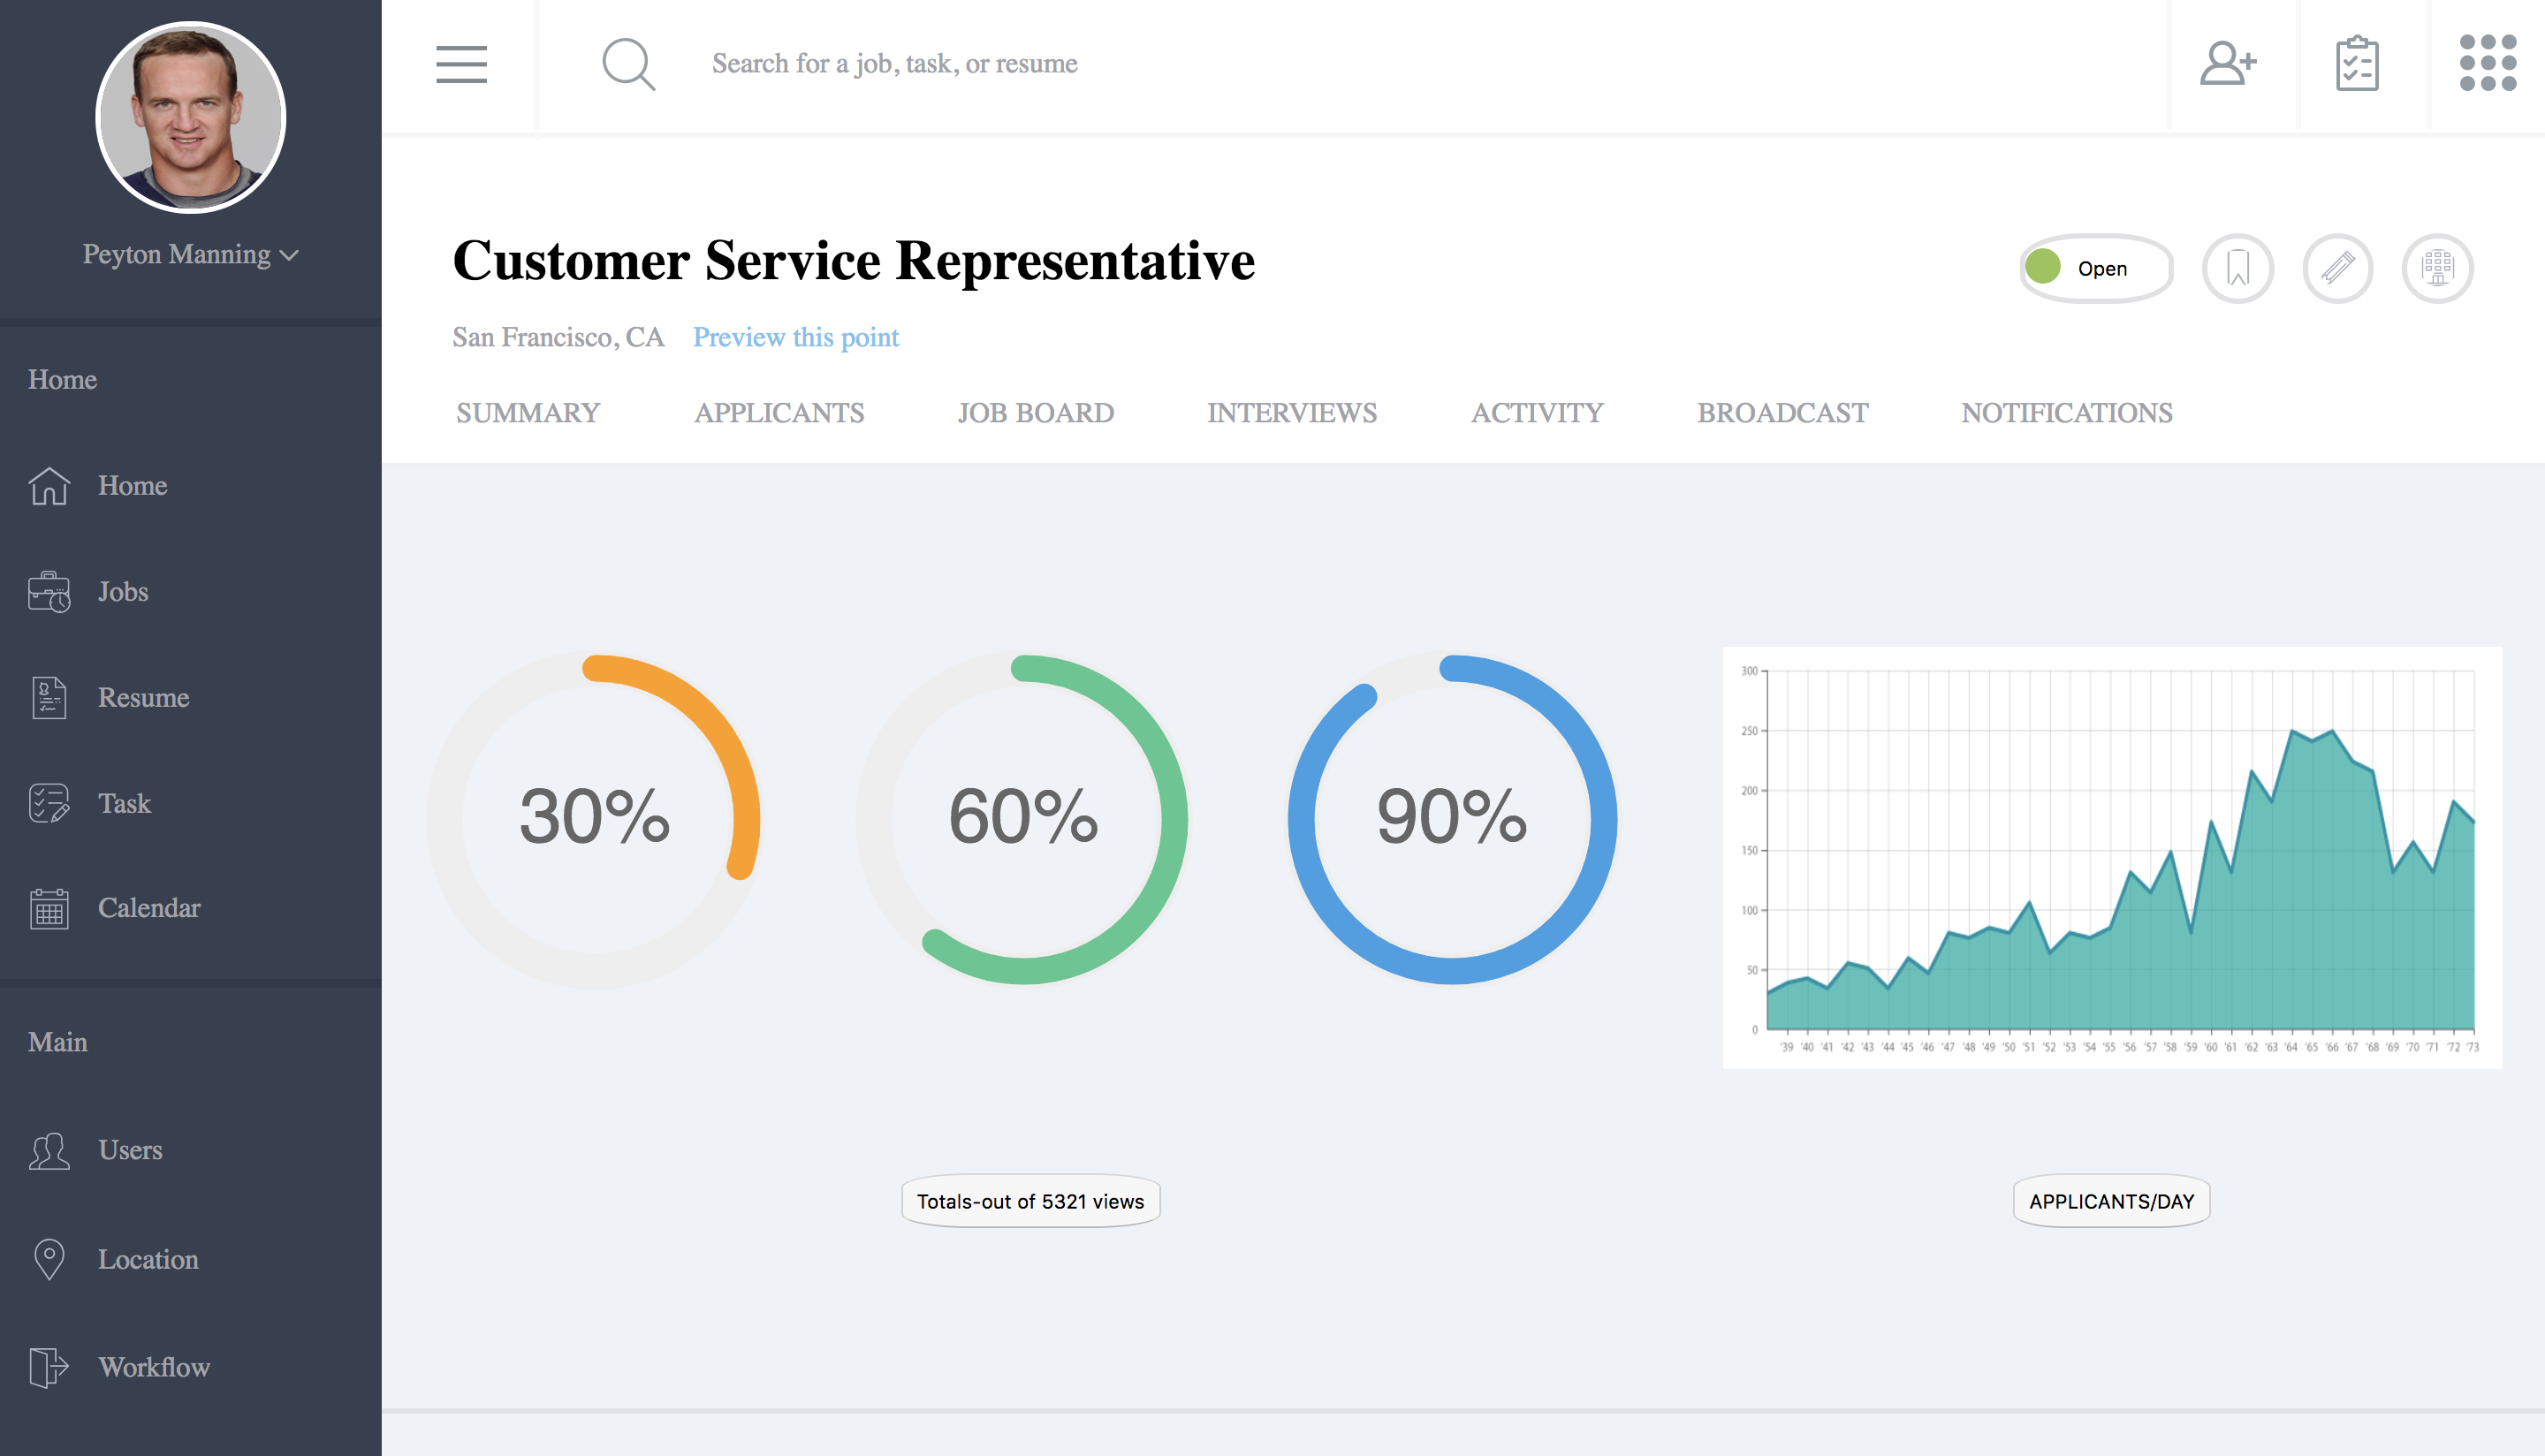 Peyton Manning
Home
Home
Jobs
Resume
Task
Calendar
Main
Users
Location
Workflow
Search for a job, task, or resume
Customer Service Representative
Open
San Francisco, CA Preview this point
SUMMARY APPLICANTS JOB BOARD INTERVIEWS ACTIVITY BROADCAST NOTIFICATIONS
30%
60%
90%
300
250
200
150
100
50
0
'39 '40 '41 '42 '43 '44 '45 '46 '47 '48 '49 '50 '51 '52 '53 '54 '55 '56 '57 '58 '59 '60 '61 '62 '63 '64 '65 '66 '67 '68 '69 '70 '71 '72 '73
Totals-out of 5321 views
APPLICANTS/DAY